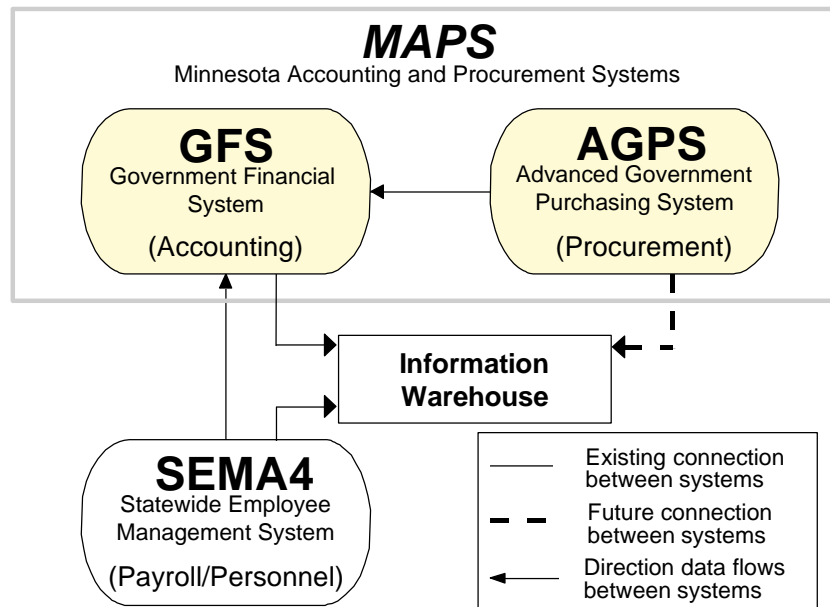 MAPS
Minnesota Accounting and Procurement Systems
GFS
Government Financial
System
(Accounting)
AGPS
Advanced Government
Purchasing System
(Procurement)
Information
Warehouse
SEMA4
Statewide Employee
Management System
(Payroll/Personnel)
Existing connection
between systems
Future connection
between systems
Direction data flows
between systems